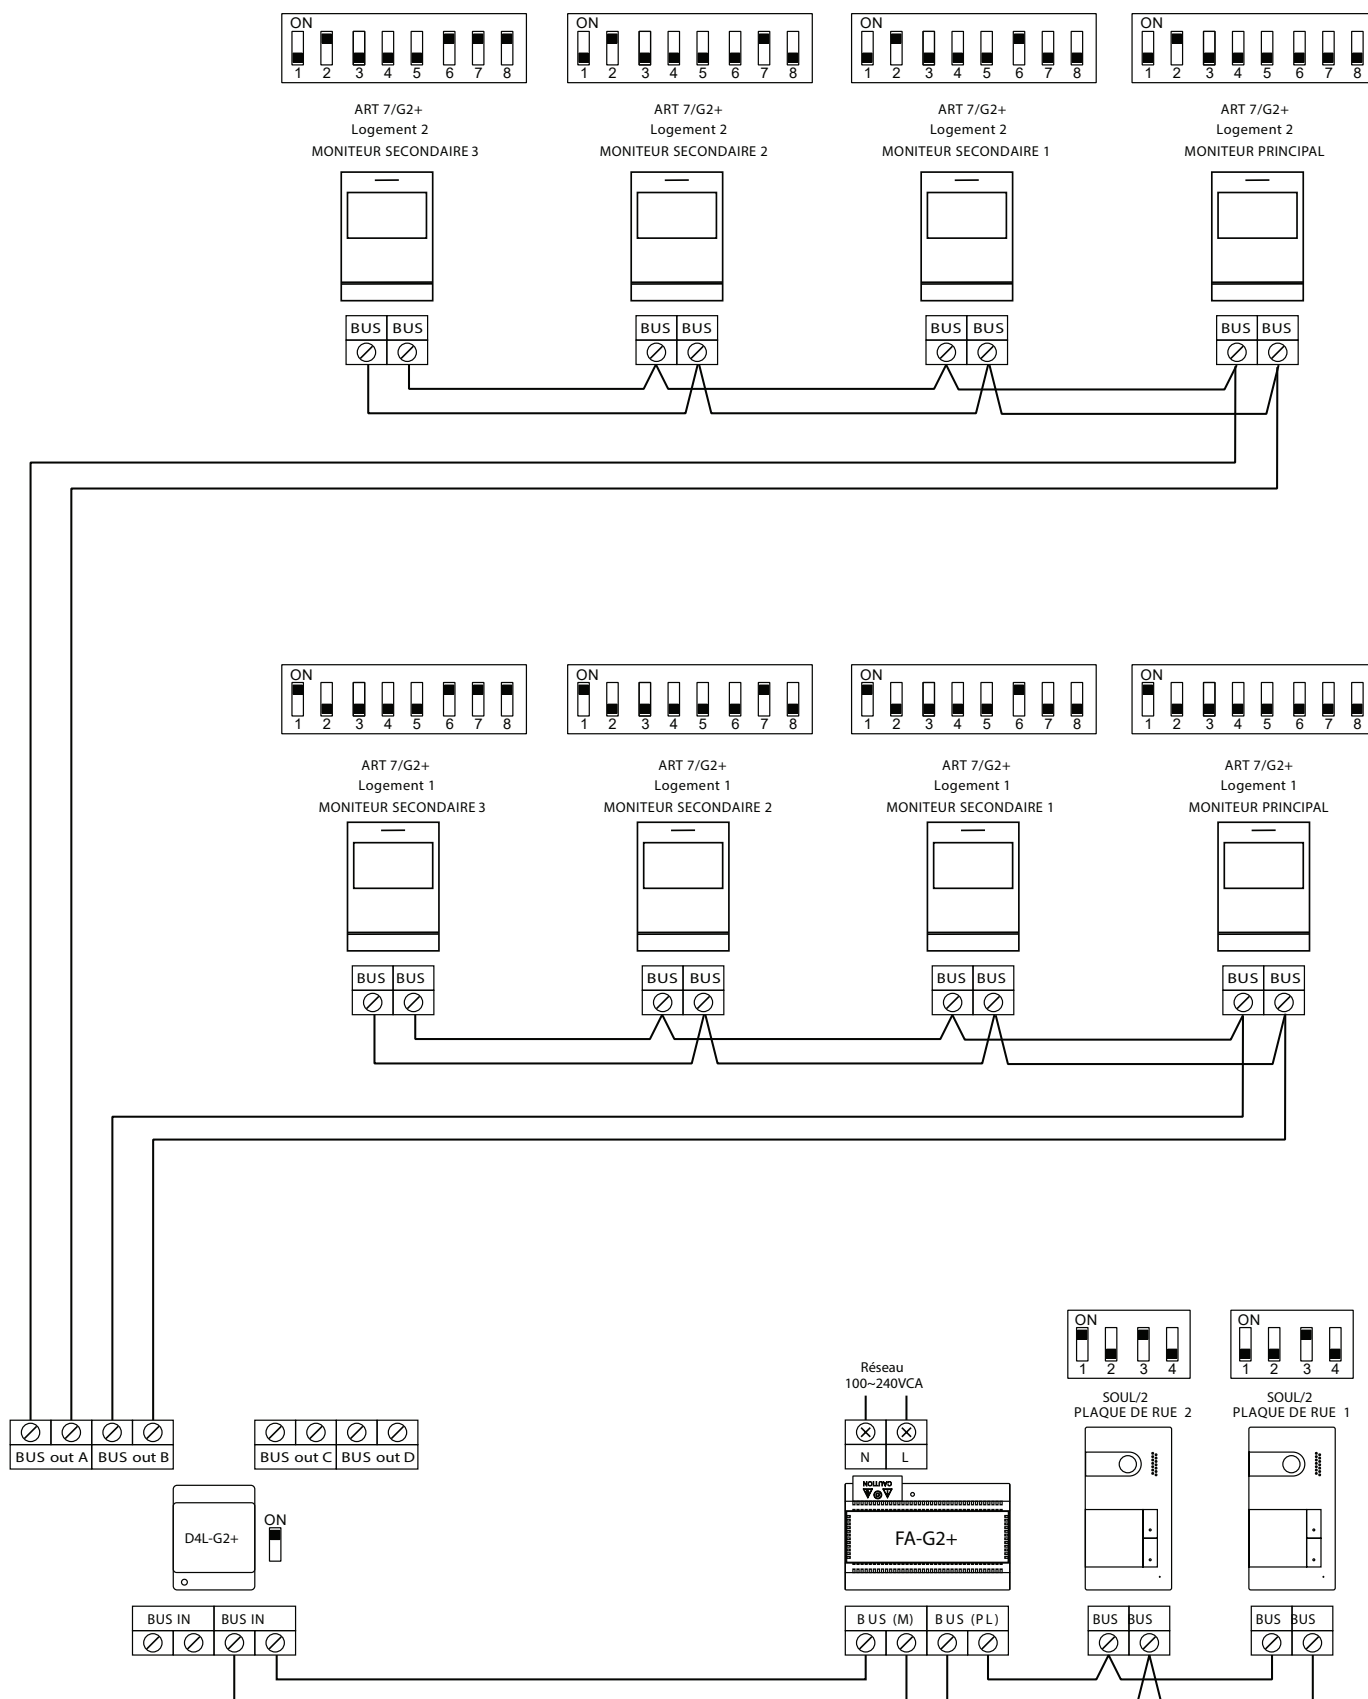 ON ON ON ON
1 2 3 4 5 6 7 8 1 2 3 4 5 6 7 8 1 2 3 4 5 6 7 8 1 2 3 4 5 6 7 8
ART 7/G2+ ART 7/G2+ ART 7/G2+ ART 7/G2+
Logement 2 Logement 2 Logement 2 Logement 2
MONITEUR SECONDAIRE 3 MONITEUR SECONDAIRE 2 MONITEUR SECONDAIRE 1 MONITEUR PRINCIPAL
BUS BUS BUS BUS BUS BUS BUS BUS
ON ON ON ON
1 2 3 4 5 6 7 8 1 2 3 4 5 6 7 8 1 2 3 4 5 6 7 8 1 2 3 4 5 6 7 8
ART 7/G2+ ART 7/G2+ ART 7/G2+ ART 7/G2+
Logement 1 Logement 1 Logement 1 Logement 1
MONITEUR SECONDAIRE 3 MONITEUR SECONDAIRE 2 MONITEUR SECONDAIRE 1 MONITEUR PRINCIPAL
BUS BUS BUS BUS BUS BUS BUS BUS
ON ON
1 2 3 4 1 2 3 4
Réseau
100~240VCA
SOUL/2 SOUL/2
PLAQUE DE RUE 2 PLAQUE DE RUE 1
BUS out A BUS out B BUS out C BUS out D N L
CAUTION
ON
D4L-G2+ FA-G2+
BUS IN BUS IN BUS (M) BUS (PL) BUS BUS BUS BUS